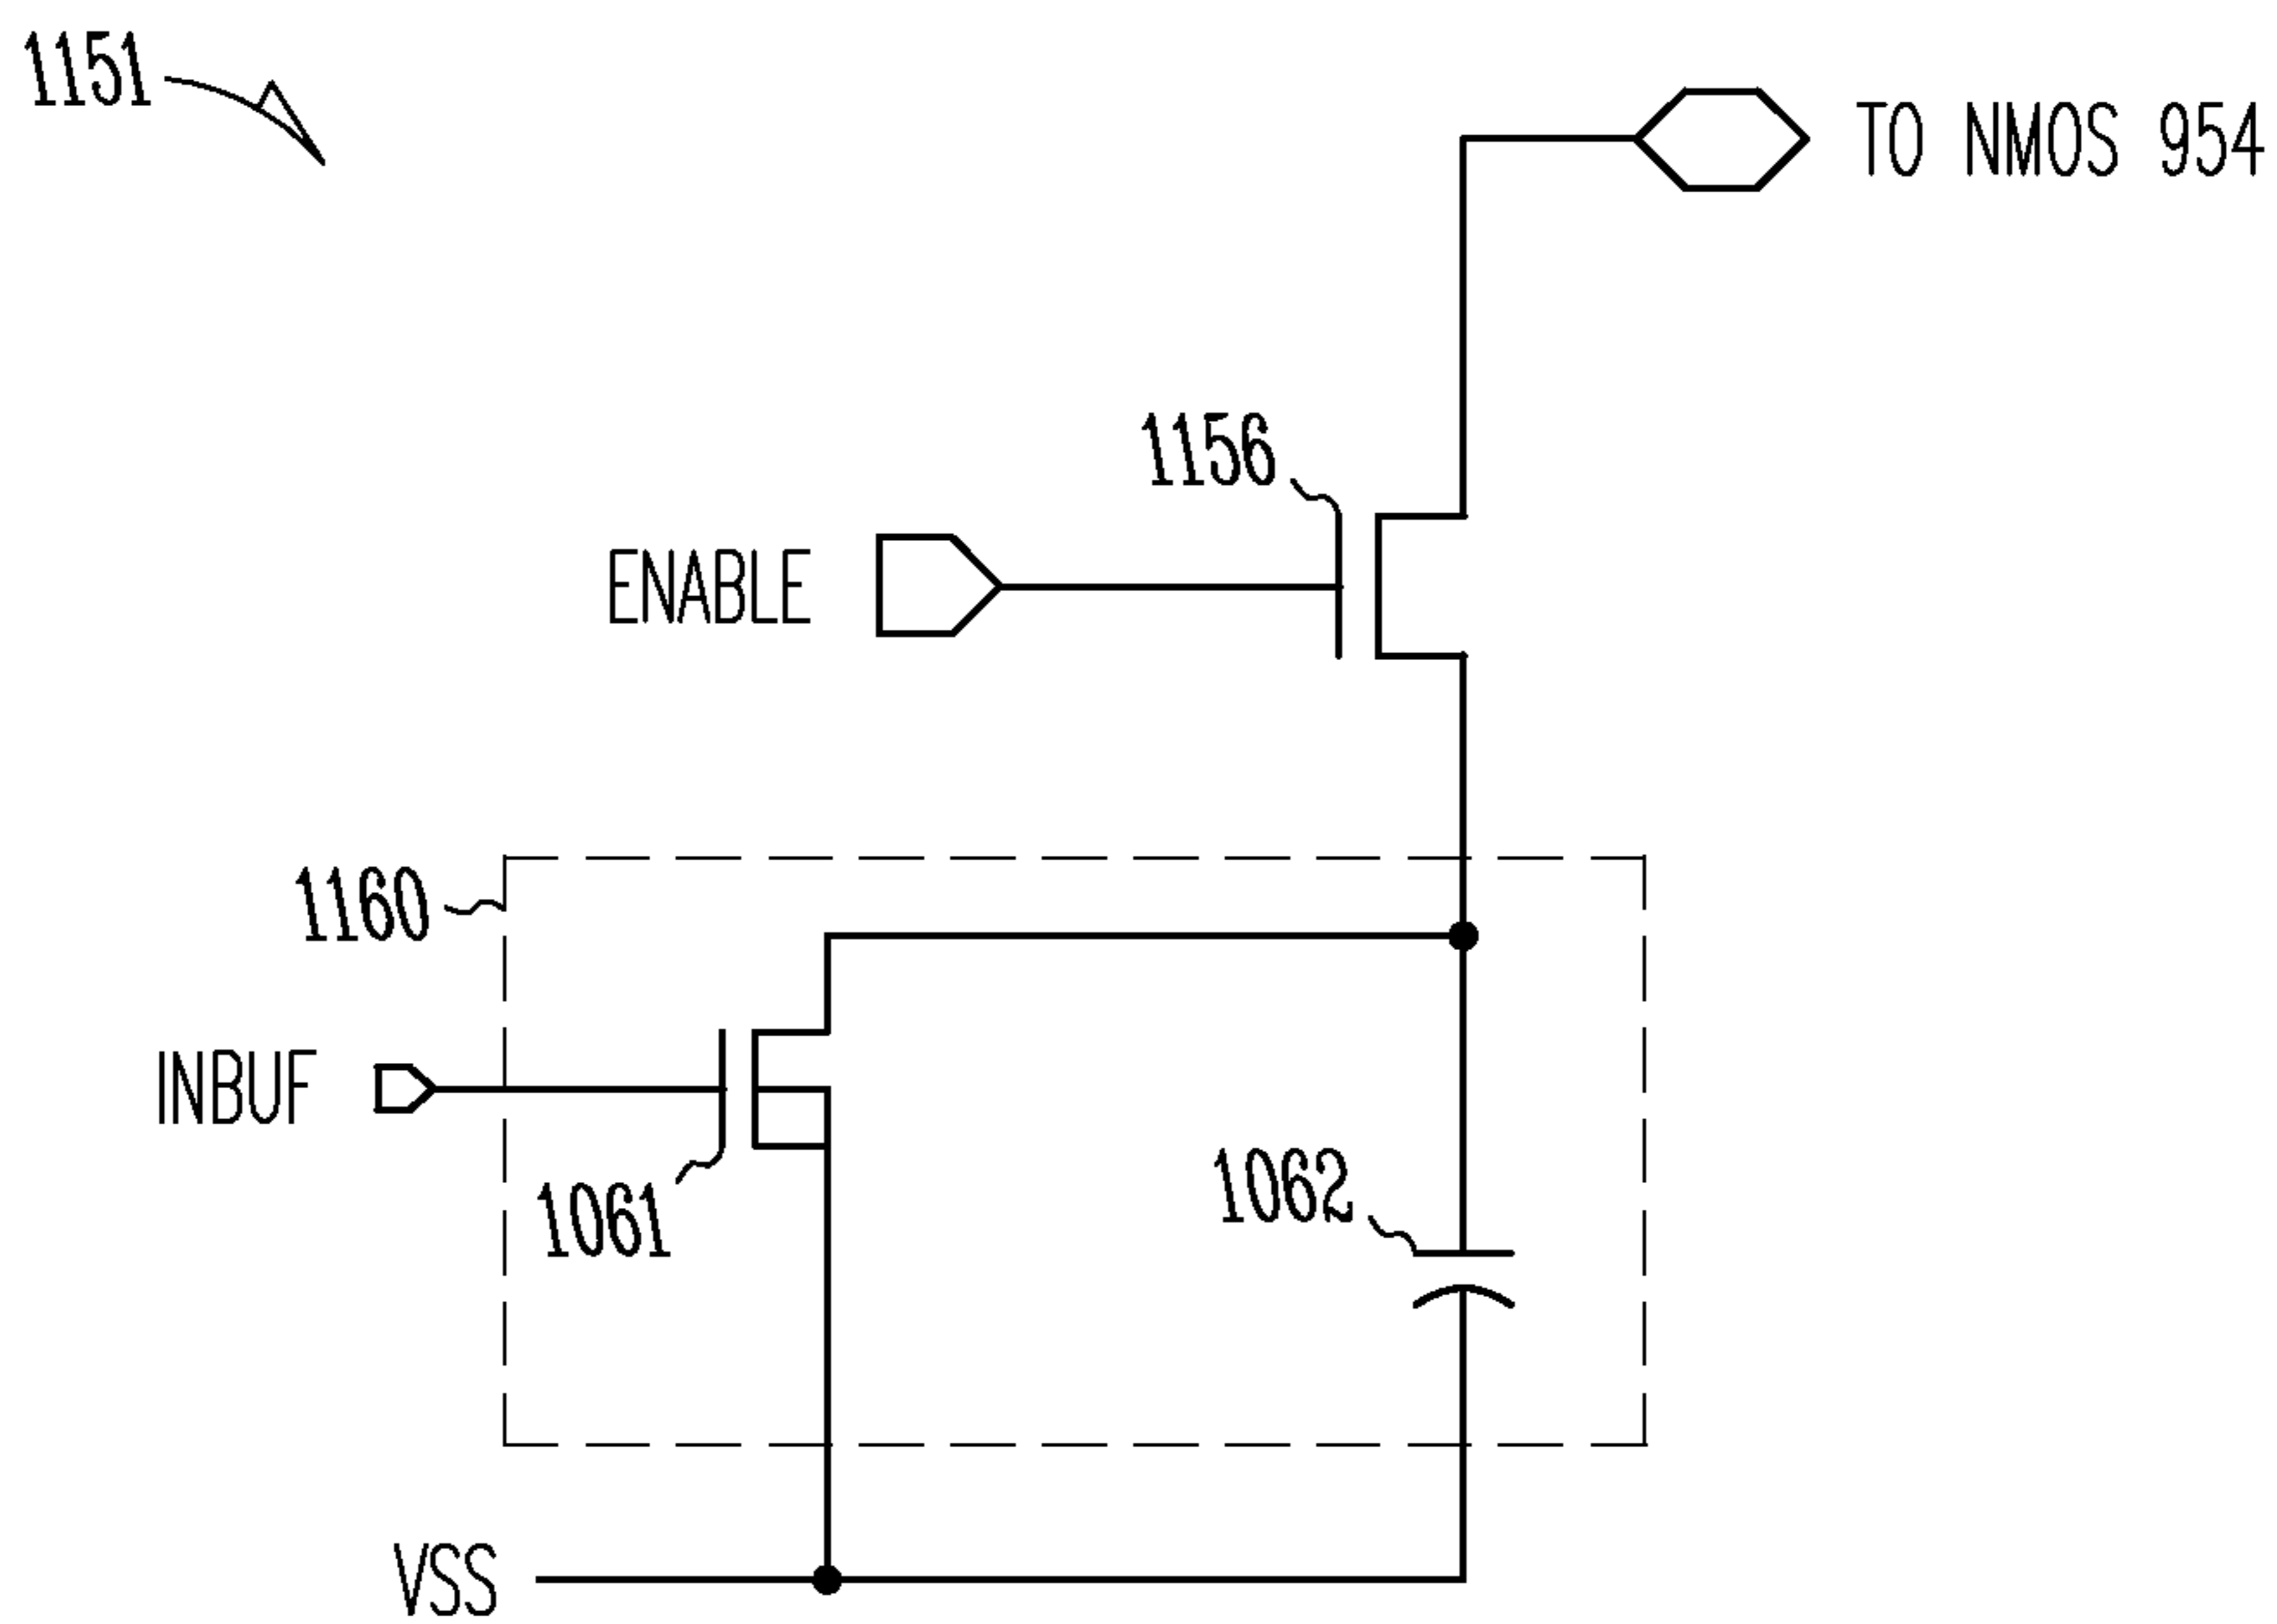 1151
TO NMOS 954
1156
ENABLE
1160
INBUF
1061
1062
VSS